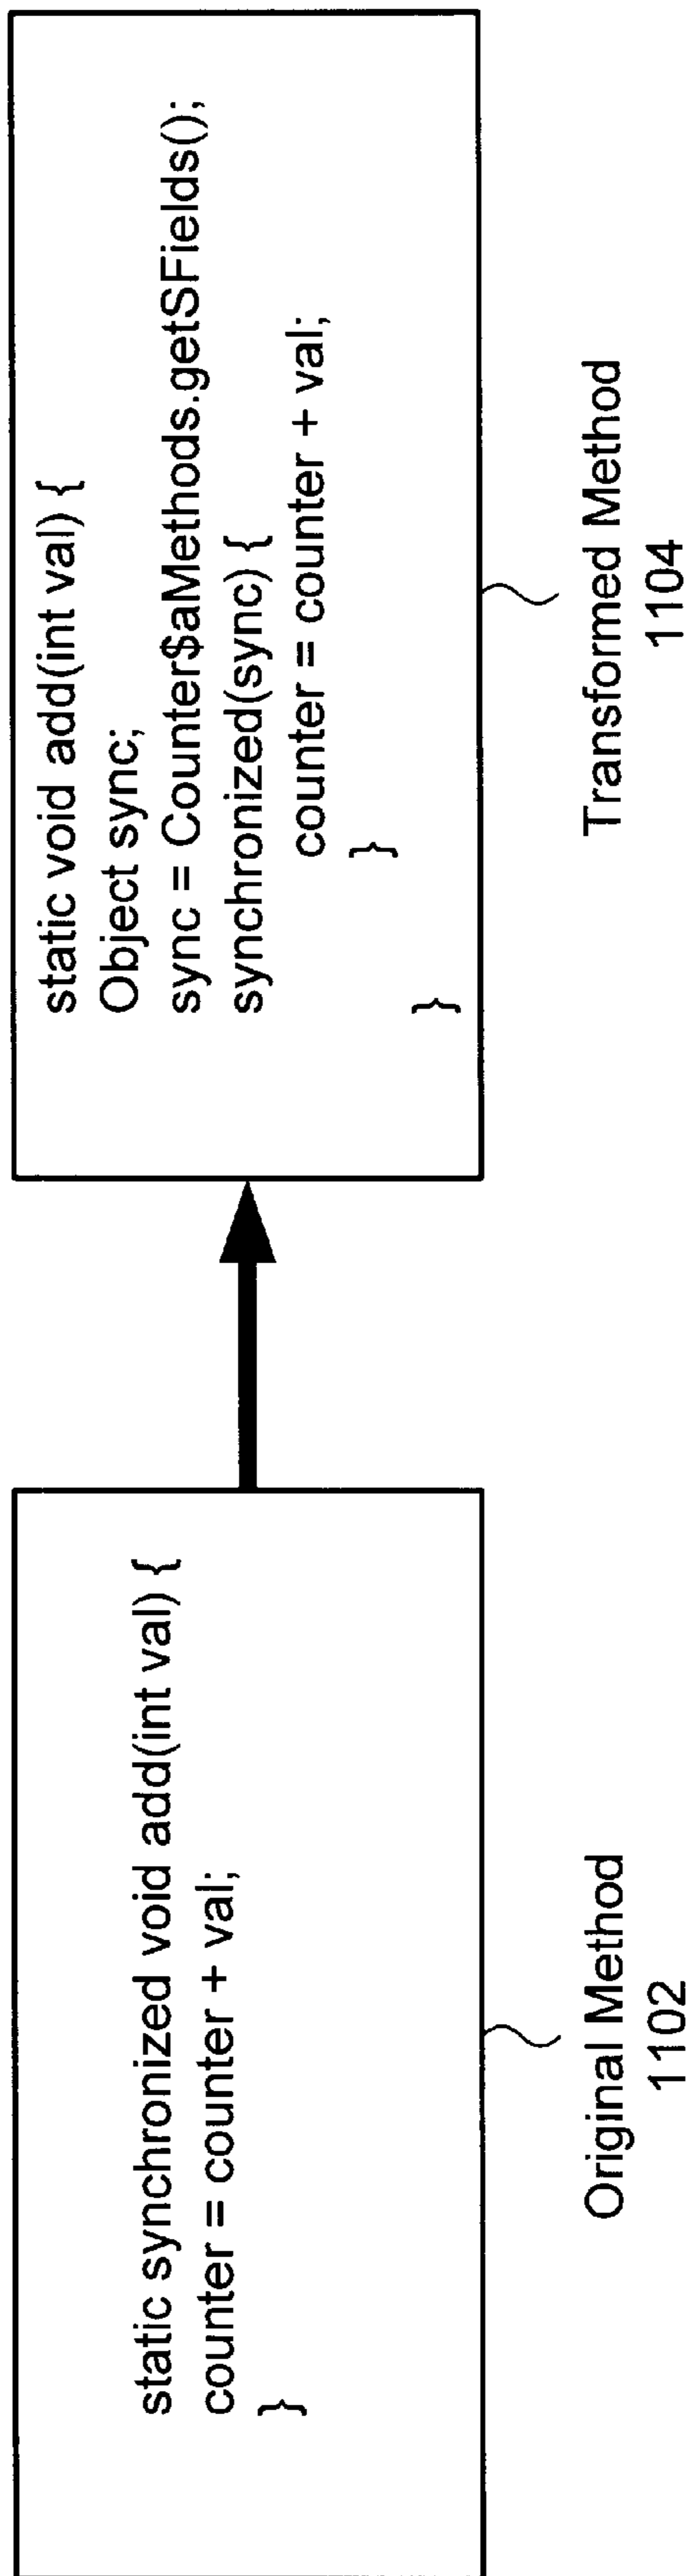 static synchronized void add(int val) {
counter = counter + val;
}
Original Method
1102
static void add(int val) {
Object sync;
sync = Counter$aMethods.getSFields();
synchronized(sync) {
counter = counter + val;
}
}
Transformed Method
1104